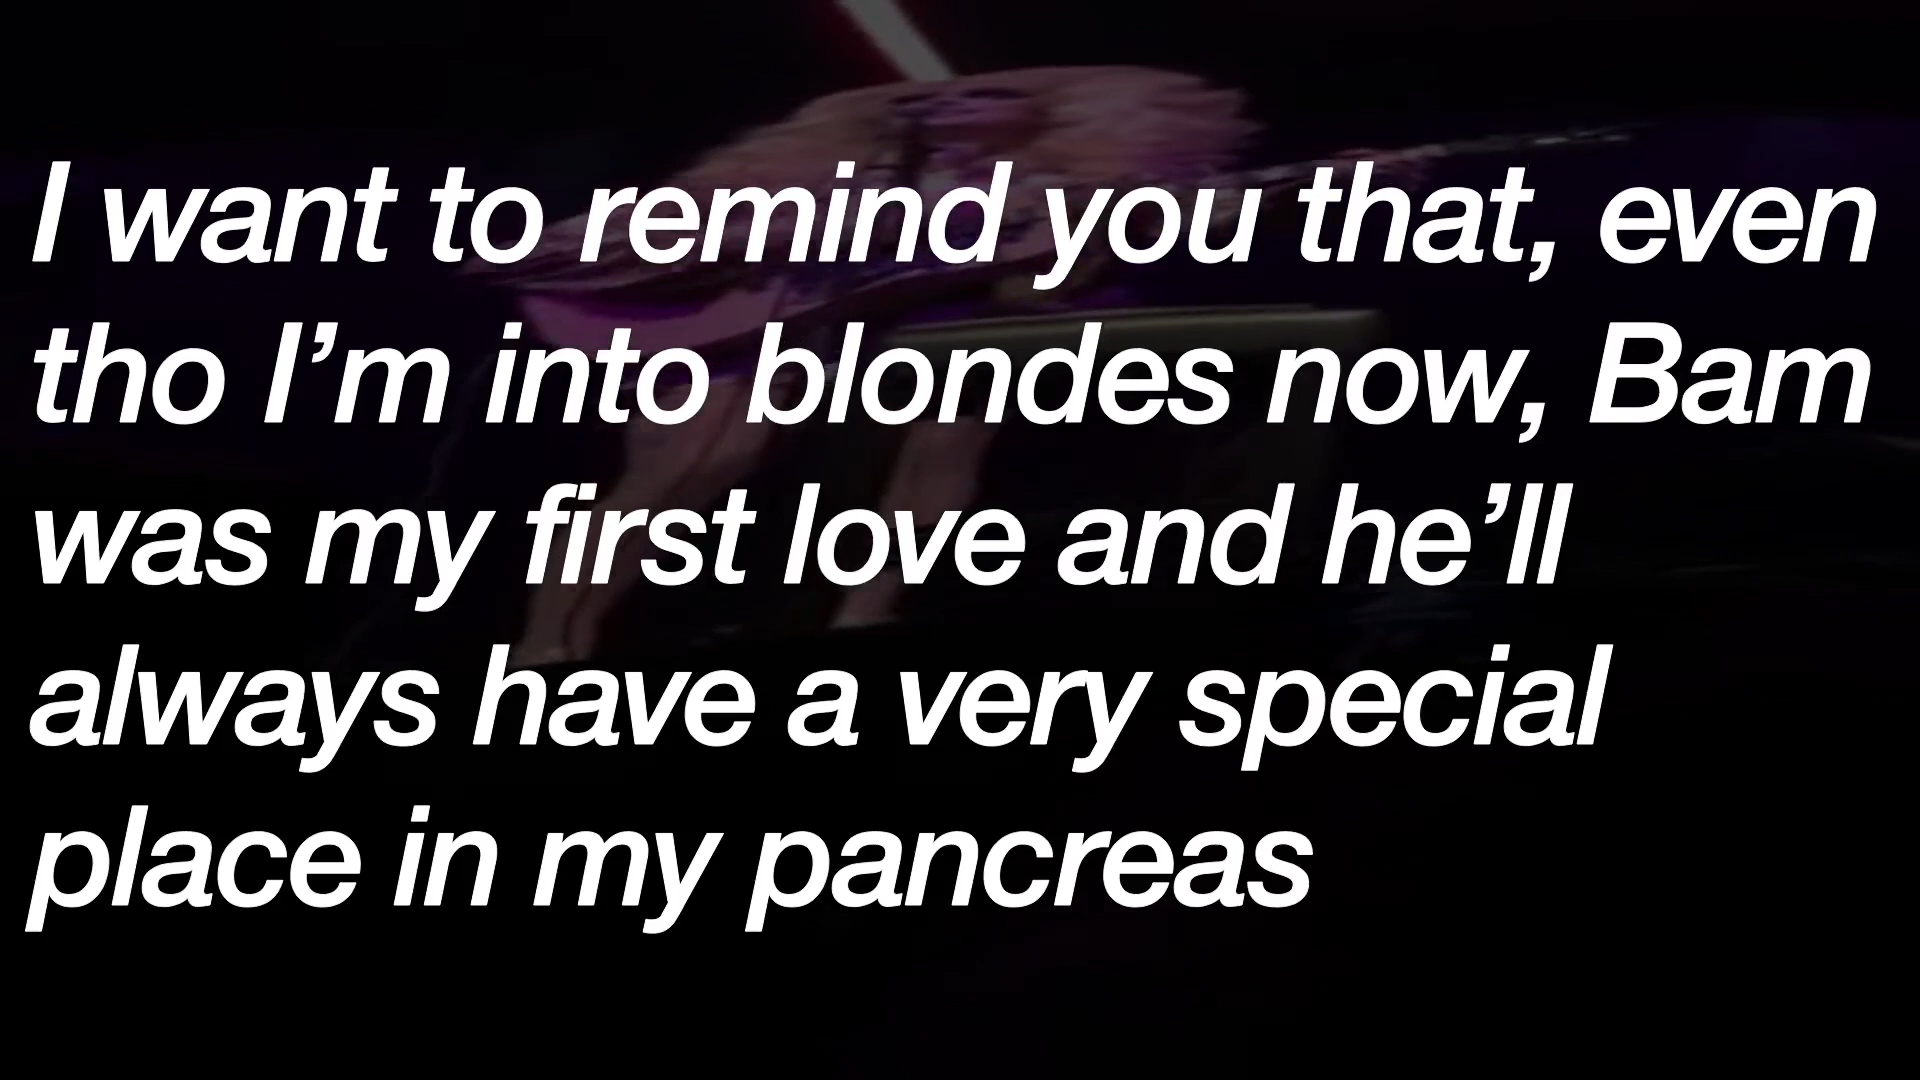 I want to remind you that, even
tho I’m into blondes now, Bam
was my first love and he’ll
always have a very special
place in my pancreas